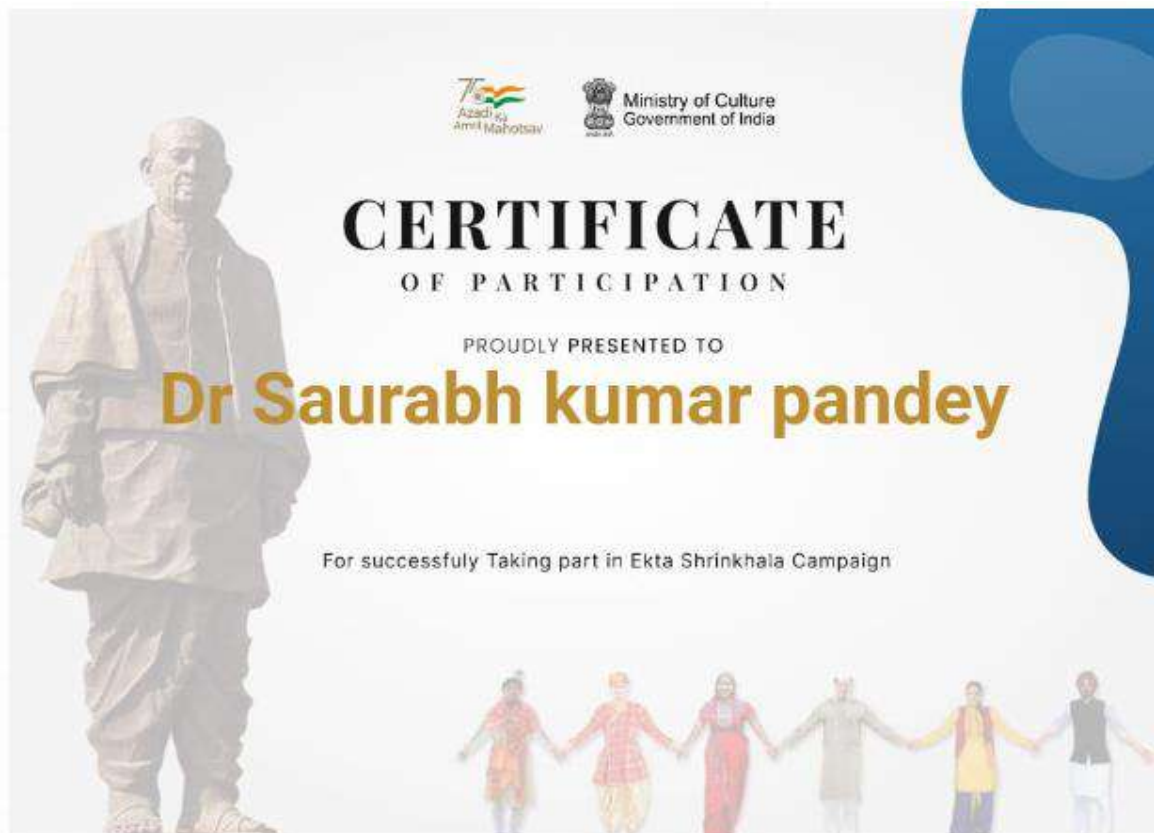 75
Azadi Ka
Amrit Mahotsav
Ministry of Culture
Government of India
CERTIFICATE
OF PARTICIPATION
PROUDLY PRESENTED TO
Dr Saurabh kumar pandey
For successfuly Taking part in Ekta Shrinkhala Campaign